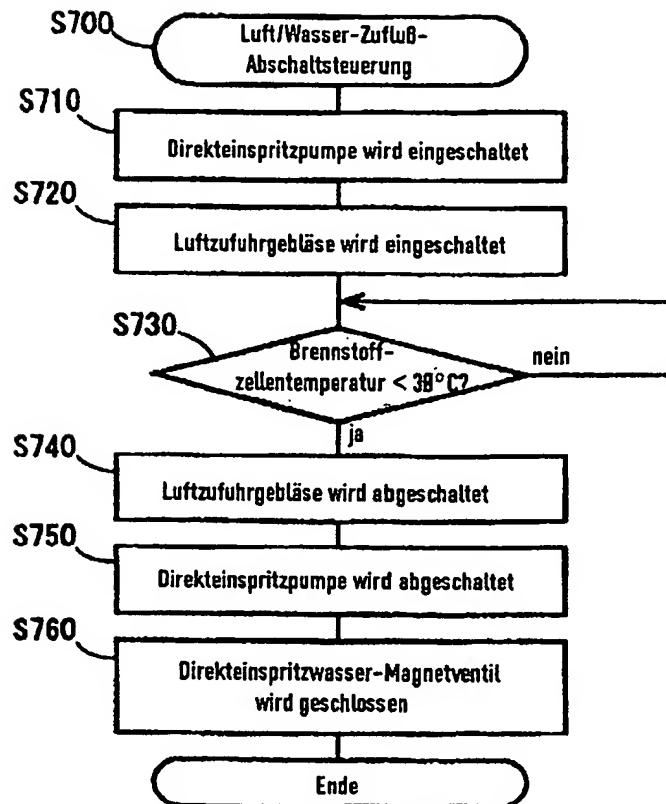 S700
Luft/Wasser-Zufluß-
Abschaltsteuerung
S710
Direkteinspritzpumpe wird eingeschaltet
S720
Luftzufuhrgebläse wird eingeschaltet
S730
Brennstoff-
zellentemperatur < 38°C?
nein
ja
S740
Luftzufuhrgebläse wird abgeschaltet
S750
Direkteinspritzpumpe wird abgeschaltet
S760
Direkteinspritzwasser-Magnetventil
wird geschlossen
Ende